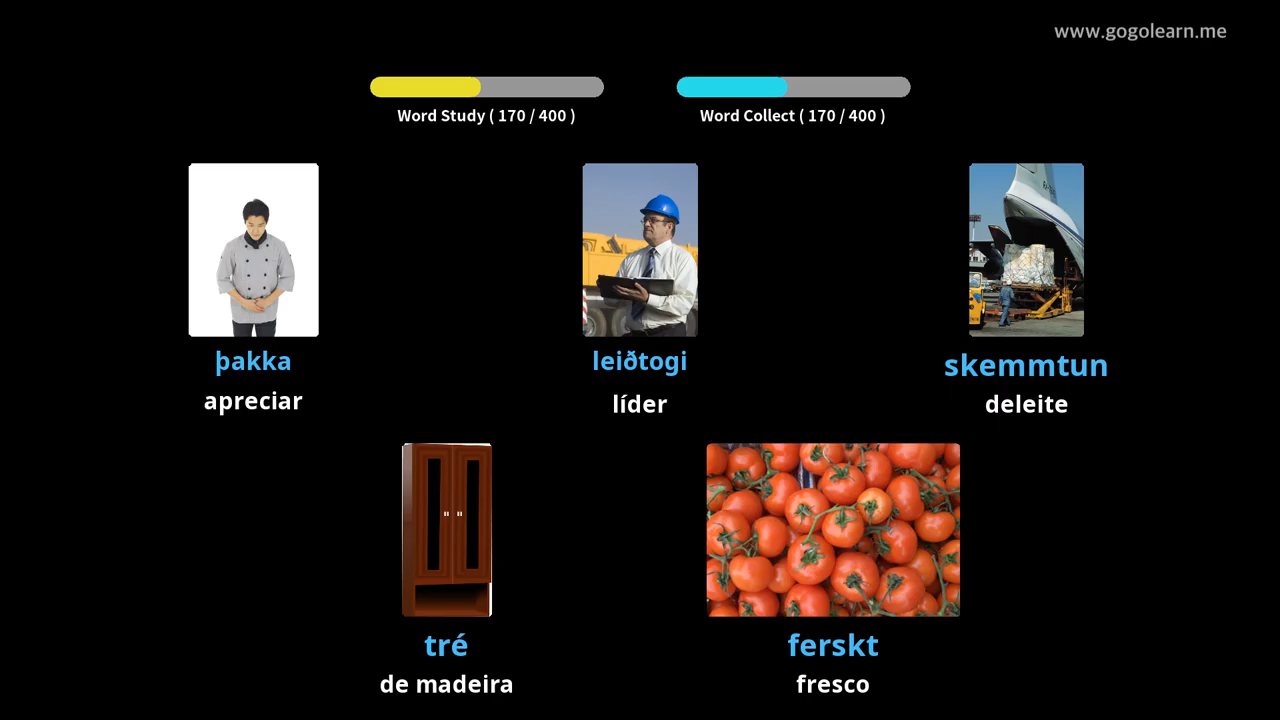 www.gogolearn.me
Word Study ( 170 / 400 )
Word Collect ( 170 / 400 )
þakka
apreciar
leiðtogi
líder
skemmtun
deleite
tré
de madeira
ferskt
fresco